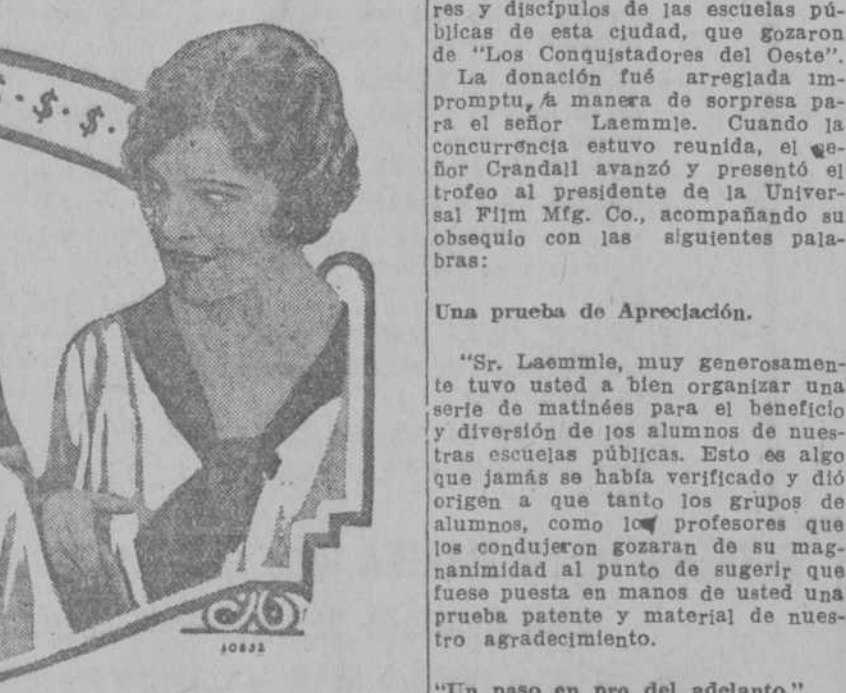 $ · $ ·
10832
res y discípulos de las escuelas pú-
blicas de esta ciudad, que gozaron
de "Los Conquistadores del Oeste".
La donación fué arreglada im-
promptu, a manera de sorpresa pa-
ra el señor Laemmle. Cuando la
concurrencia estuvo reunida, el se-
ñor Crandall avanzó y presentó el
trofeo al presidente de la Univer-
sal Film Mfg. Co., acompañando su
obsequio con las siguientes pala-
bras:
Una prueba de Apreciación.
"Sr. Laemmle, muy generosamen-
te tuvo usted a bien organizar una
serie de matinées para el beneficio
y diversión de los alumnos de nues-
tras escuelas públicas. Esto es algo
que jamás se había verificado y dió
origen a que tanto los grupos de
alumnos, como los profesores que
los condujeron gozaran de su mag-
nanimidad al punto de sugerir que
fuese puesta en manos de usted una
prueba patente y material de nues-
tro agradecimiento.
"Un paso en pro del adelanto."